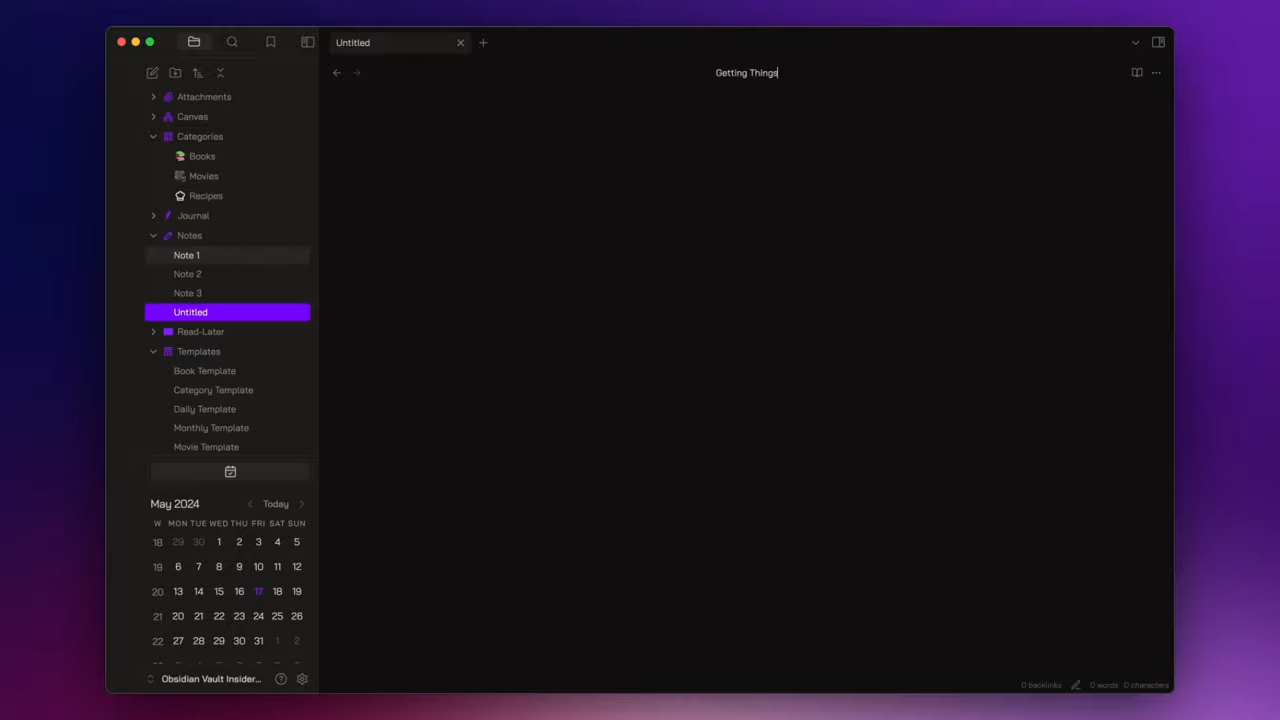 Untitled
Getting Things
Attachments
Canvas
Categories
Books
Movies
Recipes
Journal
Notes
Note 1
Note 2
Note 3
Untitled
Read-Later
Templates
Book Template
Category Template
Daily Template
Monthly Template
Movie Template
May 2024 Today
W MON TUE WED THU FRI SAT SUN
18 29 30 1 2 3 4 5
19 6 7 8 9 10 11 12
20 13 14 15 16 17 18 19
21 20 21 22 23 24 25 26
22 27 28 29 30 31 1 2
Obsidian Vault Insider...
0 backlinks 0 words 0 characters